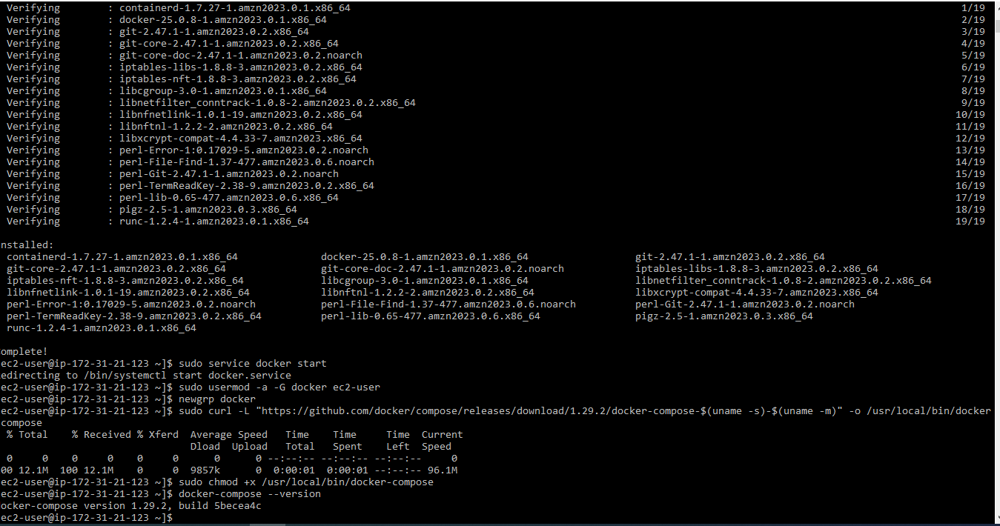 Verifying : containerd-1.7.27-1.amzn2023.0.1.x86_64 1/19
Verifying : docker-25.0.8-1.amzn2023.0.1.x86_64 2/19
Verifying : git-2.47.1-1.amzn2023.0.2.x86_64 3/19
Verifying : git-core-2.47.1-1.amzn2023.0.2.x86_64 4/19
Verifying : git-core-doc-2.47.1-1.amzn2023.0.2.noarch 5/19
Verifying : iptables-libs-1.8.8-3.amzn2023.0.2.x86_64 6/19
Verifying : iptables-nft-1.8.8-3.amzn2023.0.2.x86_64 7/19
Verifying : libcgroup-3.0-1.amzn2023.0.1.x86_64 8/19
Verifying : libnetfilter_conntrack-1.0.8-2.amzn2023.0.2.x86_64 9/19
Verifying : libnfnetlink-1.0.1-19.amzn2023.0.2.x86_64 10/19
Verifying : libnftnl-1.2.2-2.amzn2023.0.2.x86_64 11/19
Verifying : libxcrypt-compat-4.4.33-7.amzn2023.x86_64 12/19
Verifying : perl-Error-1:0.17029-5.amzn2023.0.2.noarch 13/19
Verifying : perl-File-Find-1.37-477.amzn2023.0.6.noarch 14/19
Verifying : perl-Git-2.47.1-1.amzn2023.0.2.noarch 15/19
Verifying : perl-TermReadKey-2.38-9.amzn2023.0.2.x86_64 16/19
Verifying : perl-lib-0.65-477.amzn2023.0.6.x86_64 17/19
Verifying : pigz-2.5-1.amzn2023.0.3.x86_64 18/19
Verifying : runc-1.2.4-1.amzn2023.0.1.x86_64 19/19
nstalled:
containerd-1.7.27-1.amzn2023.0.1.x86_64 docker-25.0.8-1.amzn2023.0.1.x86_64 git-2.47.1-1.amzn2023.0.2.x86_64
git-core-2.47.1-1.amzn2023.0.2.x86_64 git-core-doc-2.47.1-1.amzn2023.0.2.noarch iptables-libs-1.8.8-3.amzn2023.0.2.x86_64
iptables-nft-1.8.8-3.amzn2023.0.2.x86_64 libcgroup-3.0-1.amzn2023.0.1.x86_64 libnetfilter_conntrack-1.0.8-2.amzn2023.0.2.x86_64
libnfnetlink-1.0.1-19.amzn2023.0.2.x86_64 libnftnl-1.2.2-2.amzn2023.0.2.x86_64 libxcrypt-compat-4.4.33-7.amzn2023.x86_64
perl-Error-1:0.17029-5.amzn2023.0.2.noarch perl-File-Find-1.37-477.amzn2023.0.6.noarch perl-Git-2.47.1-1.amzn2023.0.2.noarch
perl-TermReadKey-2.38-9.amzn2023.0.2.x86_64 perl-lib-0.65-477.amzn2023.0.6.x86_64 pigz-2.5-1.amzn2023.0.3.x86_64
runc-1.2.4-1.amzn2023.0.1.x86_64
omplete!
ec2-user@ip-172-31-21-123 ~]$ sudo service docker start
edirecting to /bin/systemctl start docker.service
ec2-user@ip-172-31-21-123 ~]$ sudo usermod -a -G docker ec2-user
ec2-user@ip-172-31-21-123 ~]$ newgrp docker
ec2-user@ip-172-31-21-123 ~]$ sudo curl -L "https://github.com/docker/compose/releases/download/1.29.2/docker-compose-$(uname -s)-$(uname -m)" -o /usr/local/bin/docker
compose
% Total % Received % Xferd Average Speed Time Time Time Current
Dload Upload Total Spent Left Speed
0 0 0 0 0 0 0 0 --:--:-- --:--:-- --:--:-- 0
00 12.1M 100 12.1M 0 0 9857k 0 0:00:01 0:00:01 --:--:-- 96.1M
ec2-user@ip-172-31-21-123 ~]$ sudo chmod +x /usr/local/bin/docker-compose
ec2-user@ip-172-31-21-123 ~]$ docker-compose --version
ocker-compose version 1.29.2, build 5becea4c
ec2-user@ip-172-31-21-123 ~]$